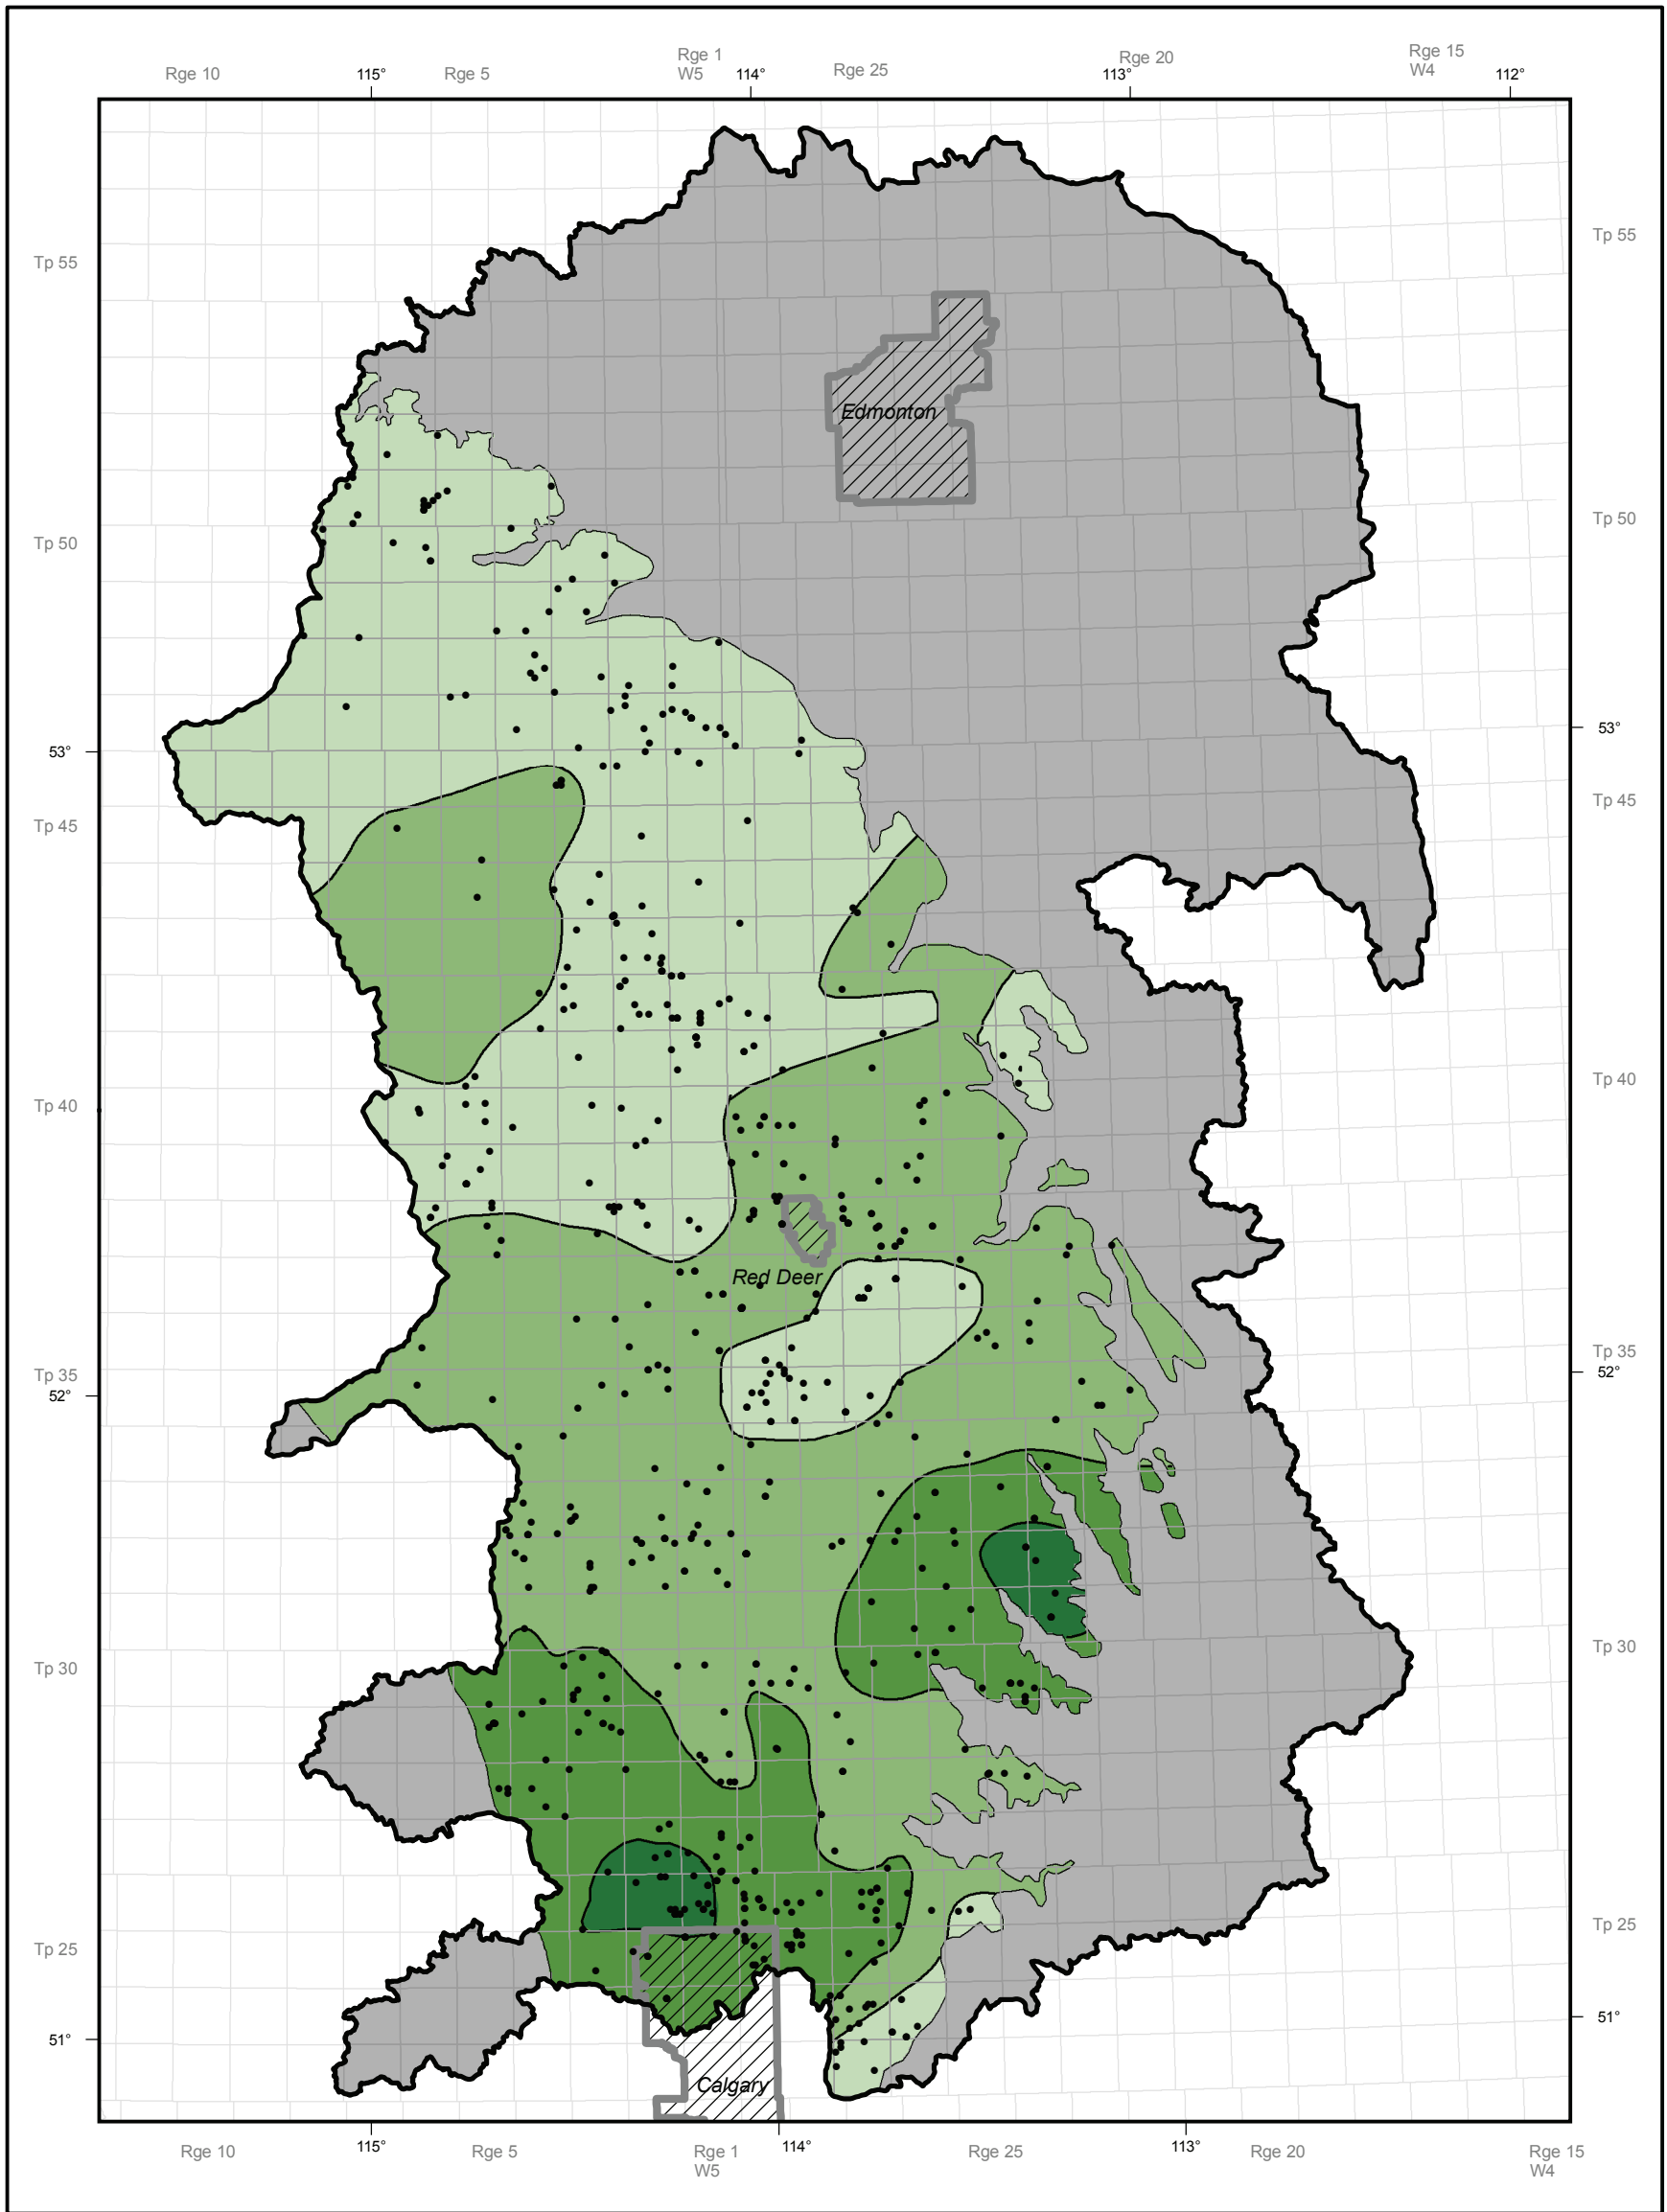 Rge 10
115°
Rge 5
Rge 1
W5
114°
Rge 25
113°
Rge 20
Rge 15
W4
112°
Tp 55
Tp 55
Edmonton
Tp 50
Tp 50
53°
53°
Tp 45
Tp 45
Tp 40
Tp 40
Red Deer
Tp 35
Tp 35
52°
52°
Tp 30
Tp 30
Tp 25
Tp 25
51°
51°
Calgary
Rge 10
115°
Rge 5
Rge 1
W5
114°
Rge 25
113°
Rge 20
Rge 15
W4